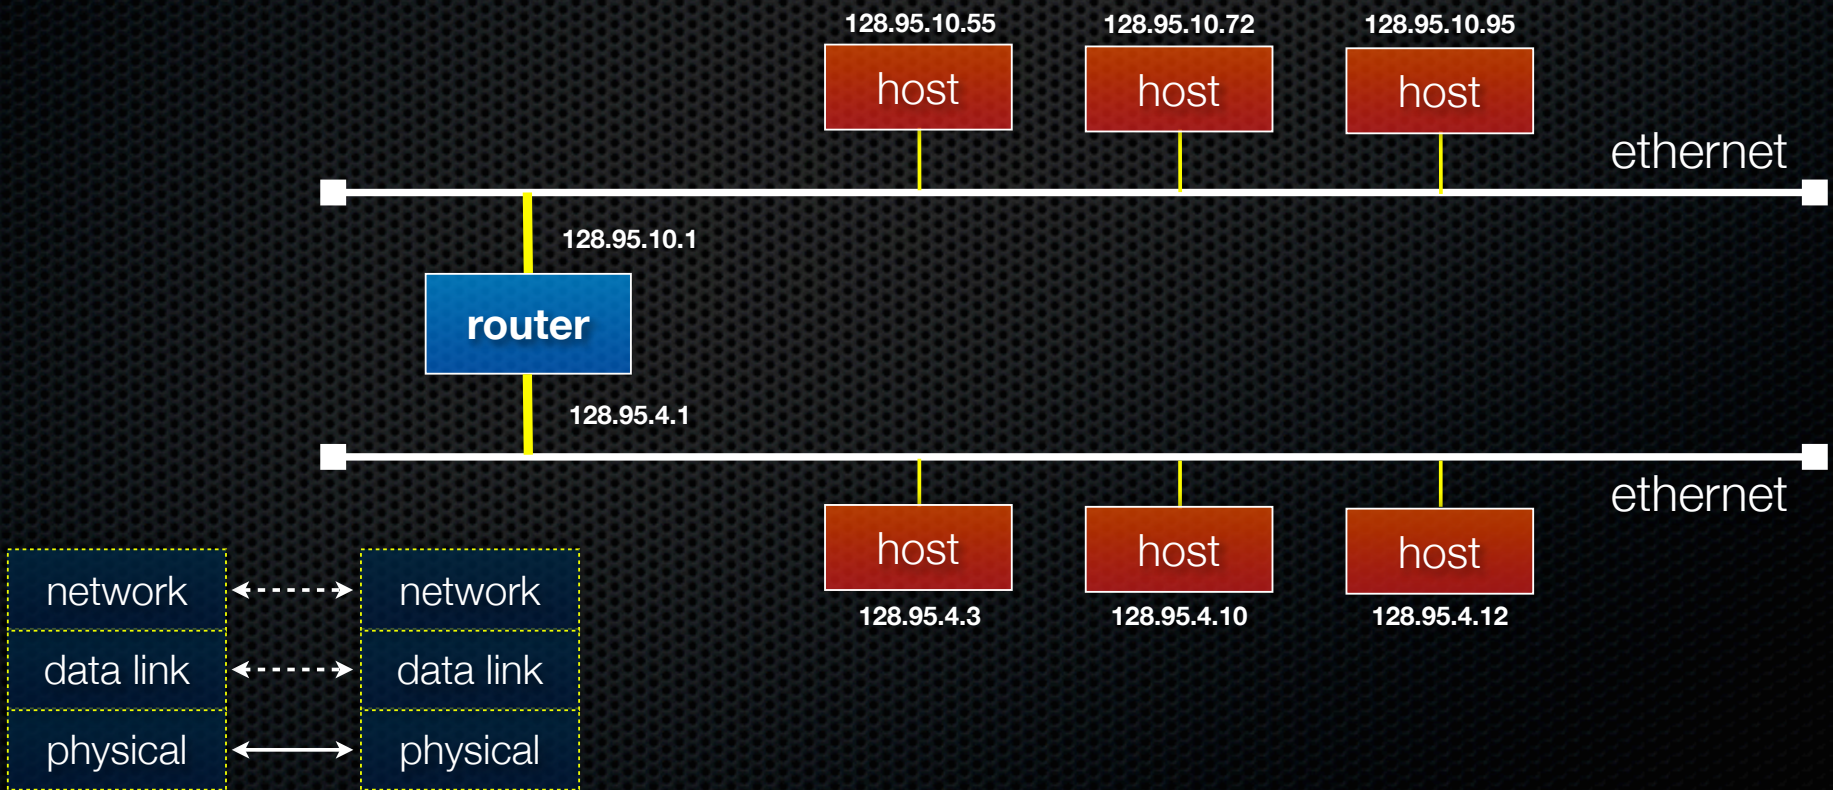 128.95.10.55 128.95.10.72 128.95.10.95
host host host
ethernet
128.95.10.1
router
128.95.4.1
ethernet
host host host
128.95.4.3 128.95.4.10 128.95.4.12
network network
data link data link
physical physical